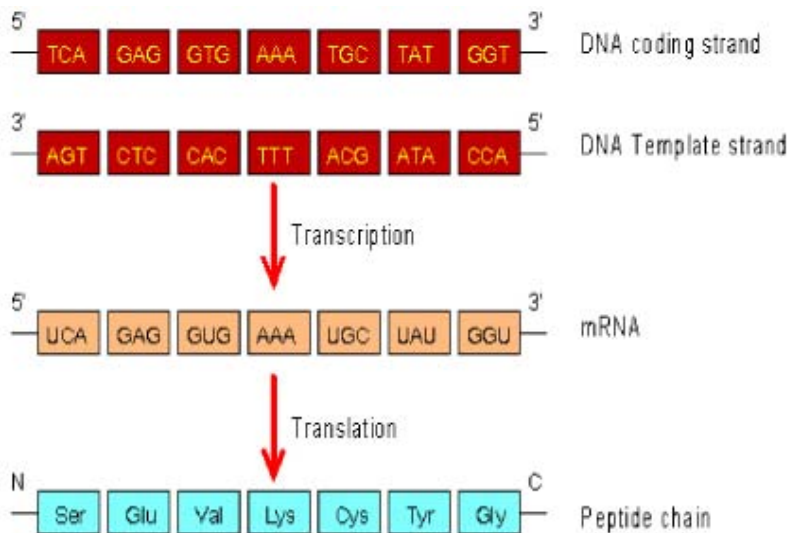 5' 3'
TCA GAG GTG AAA TGC TAT GGT DNA coding strand
3' 5'
AGT CTC CAC TTT ACG ATA CCA DNA Template strand
Transcription
5' 3'
UCA GAG GUG AAA UGC UAU GGU mRNA
Translation
N C
Ser Glu Val Lys Cys Tyr Gly Peptide chain